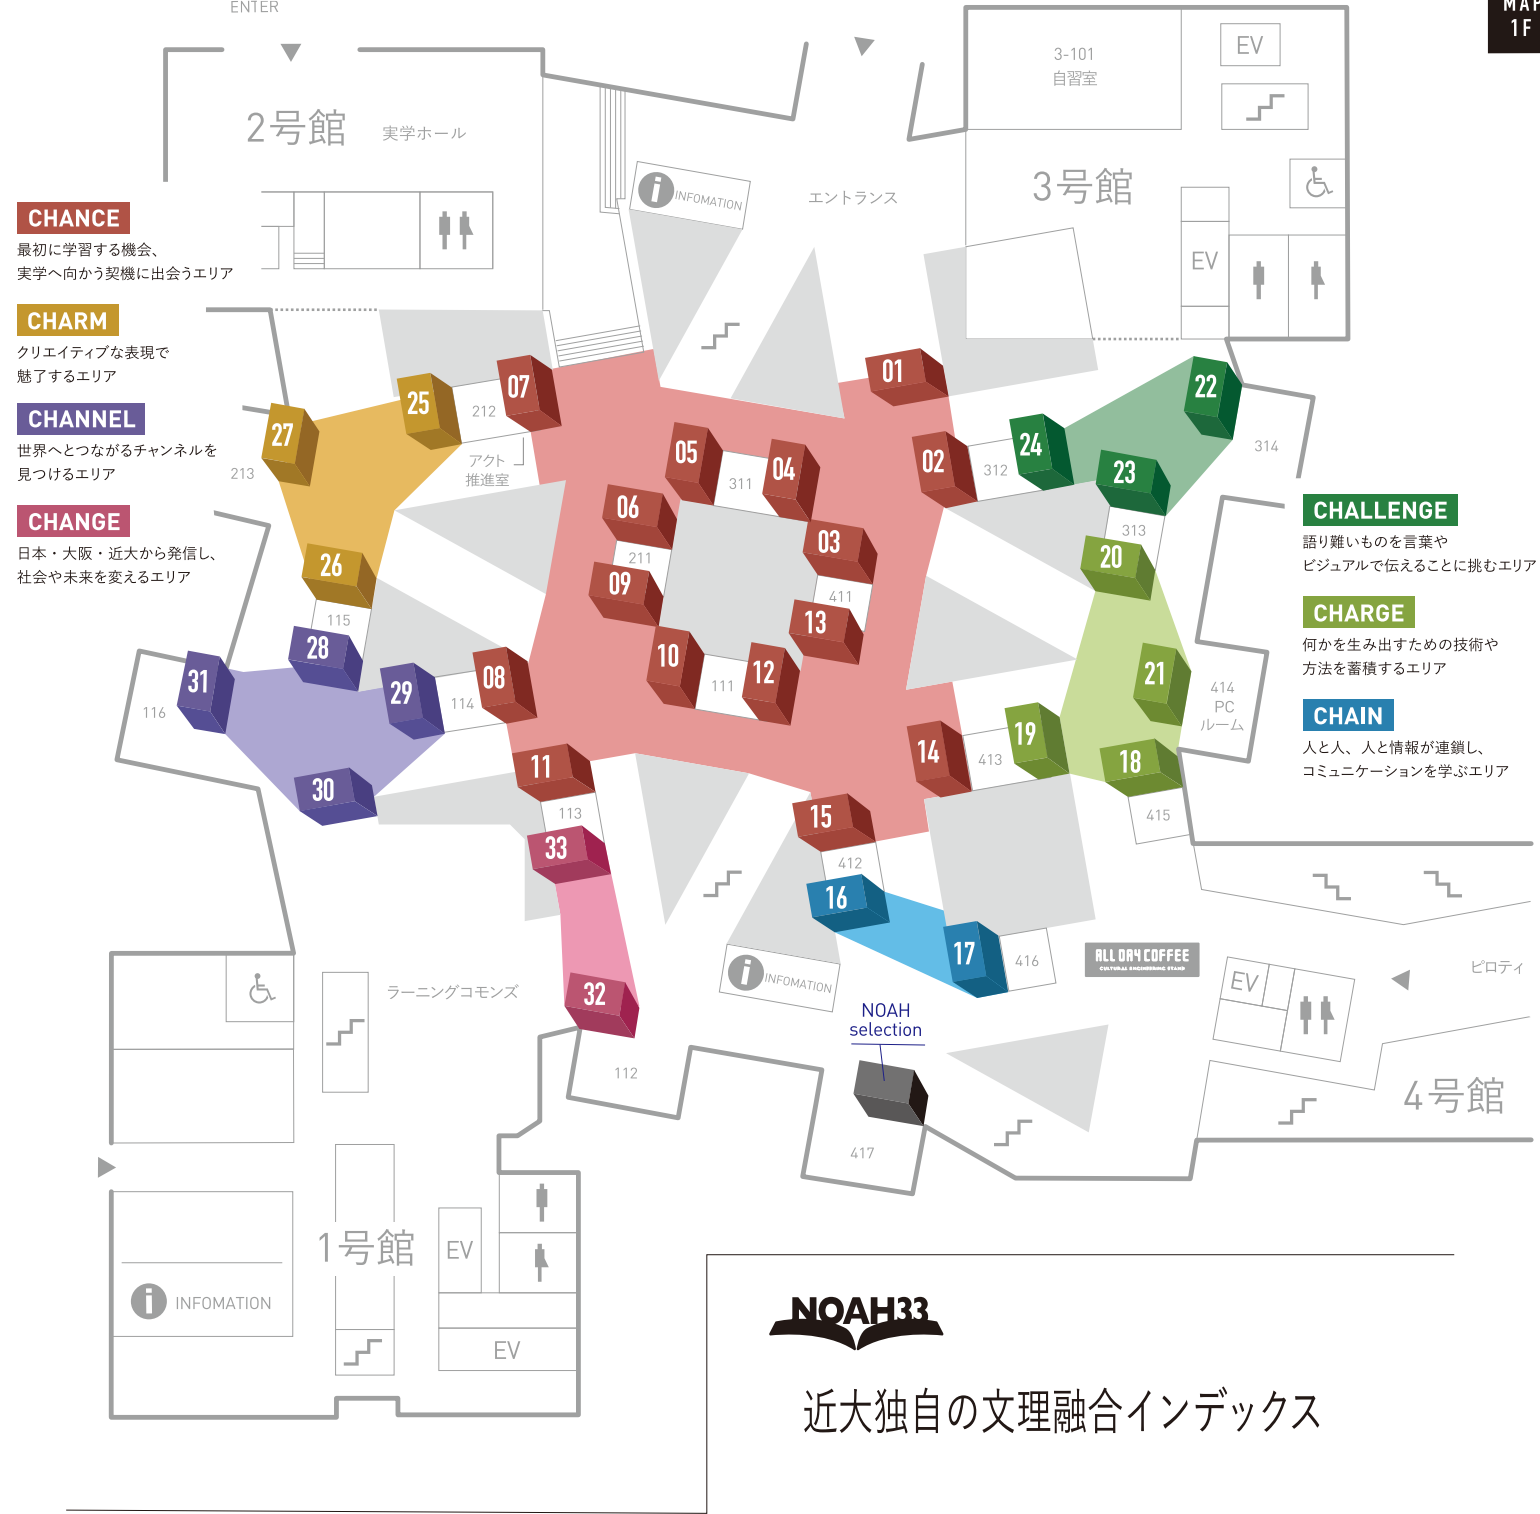 ENTER
MAP
1F
2号館
実学ホール
3-101
自習室
EV
3号館
INFOMATION
エントランス
EV
CHANCE
最初に学習する機会、
実学へ向かう契機に出会うエリア
CHARM
クリエイティブな表現で
魅了するエリア
CHANNEL
世界へとつながるチャンネルを
見つけるエリア
CHANGE
日本・大阪・近大から発信し、
社会や未来を変えるエリア
CHALLENGE
語り難いものを言葉や
ビジュアルで伝えることに挑むエリア
CHARGE
何かを生み出すための技術や
方法を蓄積するエリア
CHAIN
人と人、人と情報が連鎖し、
コミュニケーションを学ぶエリア
01
22
07
25
212
27
213
アクト
推進室
05
04
311
02
312
24
23
314
06
03
313
211
09
411
20
26
115
13
28
31
116
29
114
08
10
111
12
21
414
PC
ルーム
14
413
19
18
415
30
11
113
33
15
412
16
17
416
ALL DAY COFFEE
CULTURAL ENGINEERING STAND
32
112
INFOMATION
NOAH
selection
417
ラーニングコモンズ
EV
ピロティ
4号館
1号館
EV
INFOMATION
EV
NOAH33
近大独自の文理融合インデックス